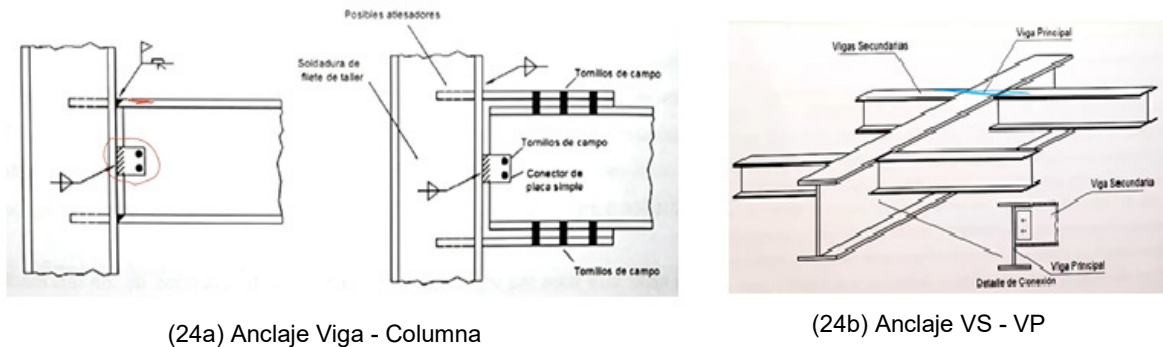 Posibles atiesadores
Soldadura de
filete de taller
Tornillos de campo
Tornillos de campo
Conector de
placa simple
Tornillos de campo
Vigas Secundarias
Viga Principal
Viga Secundaria
Viga Principal
Detalle de Conexión
(24a) Anclaje Viga - Columna
(24b) Anclaje VS - VP